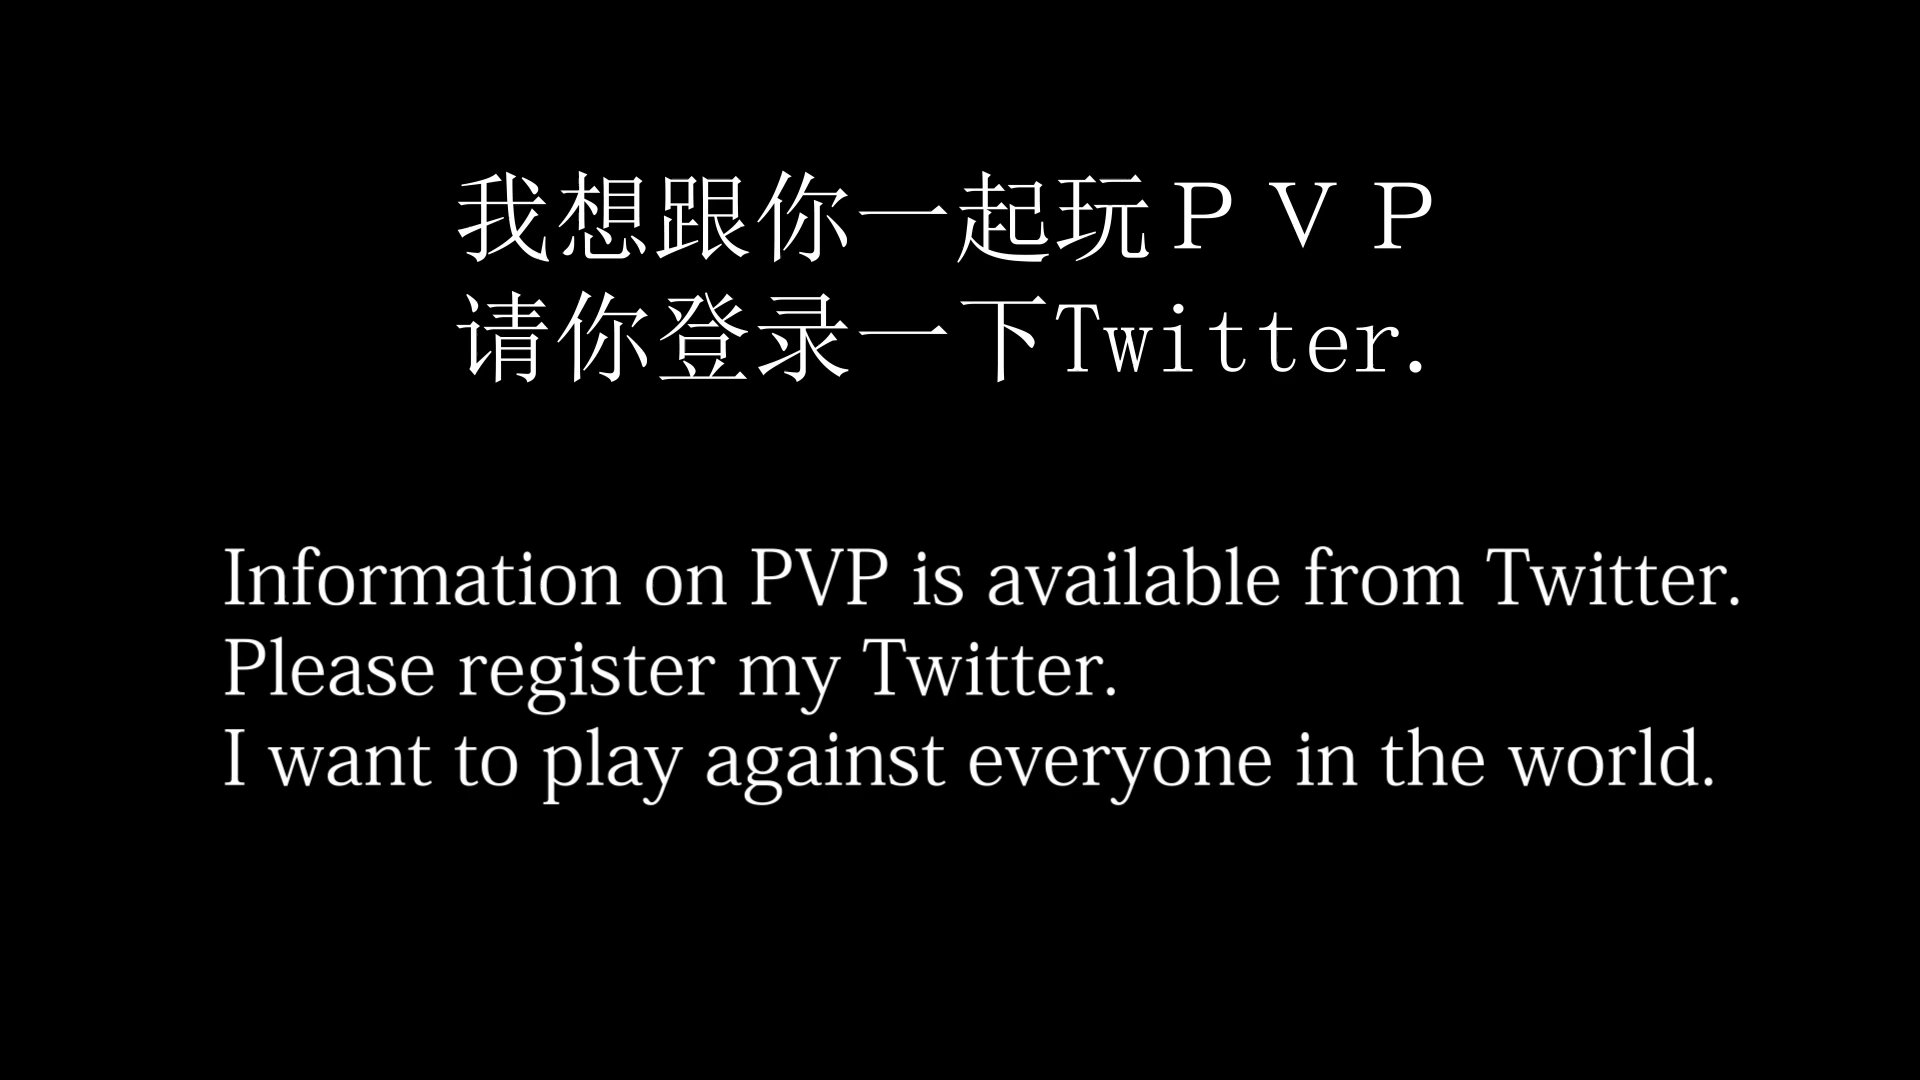 我想跟你一起玩ＰＶＰ
请你登录一下Twitter.
Information on PVP is available from Twitter.
Please register my Twitter.
I want to play against everyone in the world.